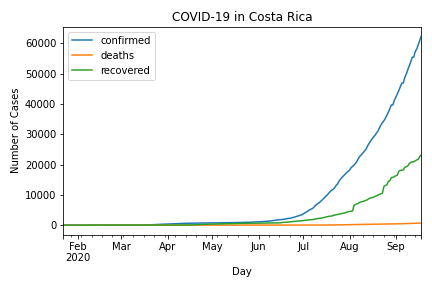 COVID-19 in Costa Rica
confirmed
deaths
recovered
Number of Cases
60000
50000
40000
30000
20000
10000
0
Feb Mar Apr May Jun Jul Aug Sep
2020
Day